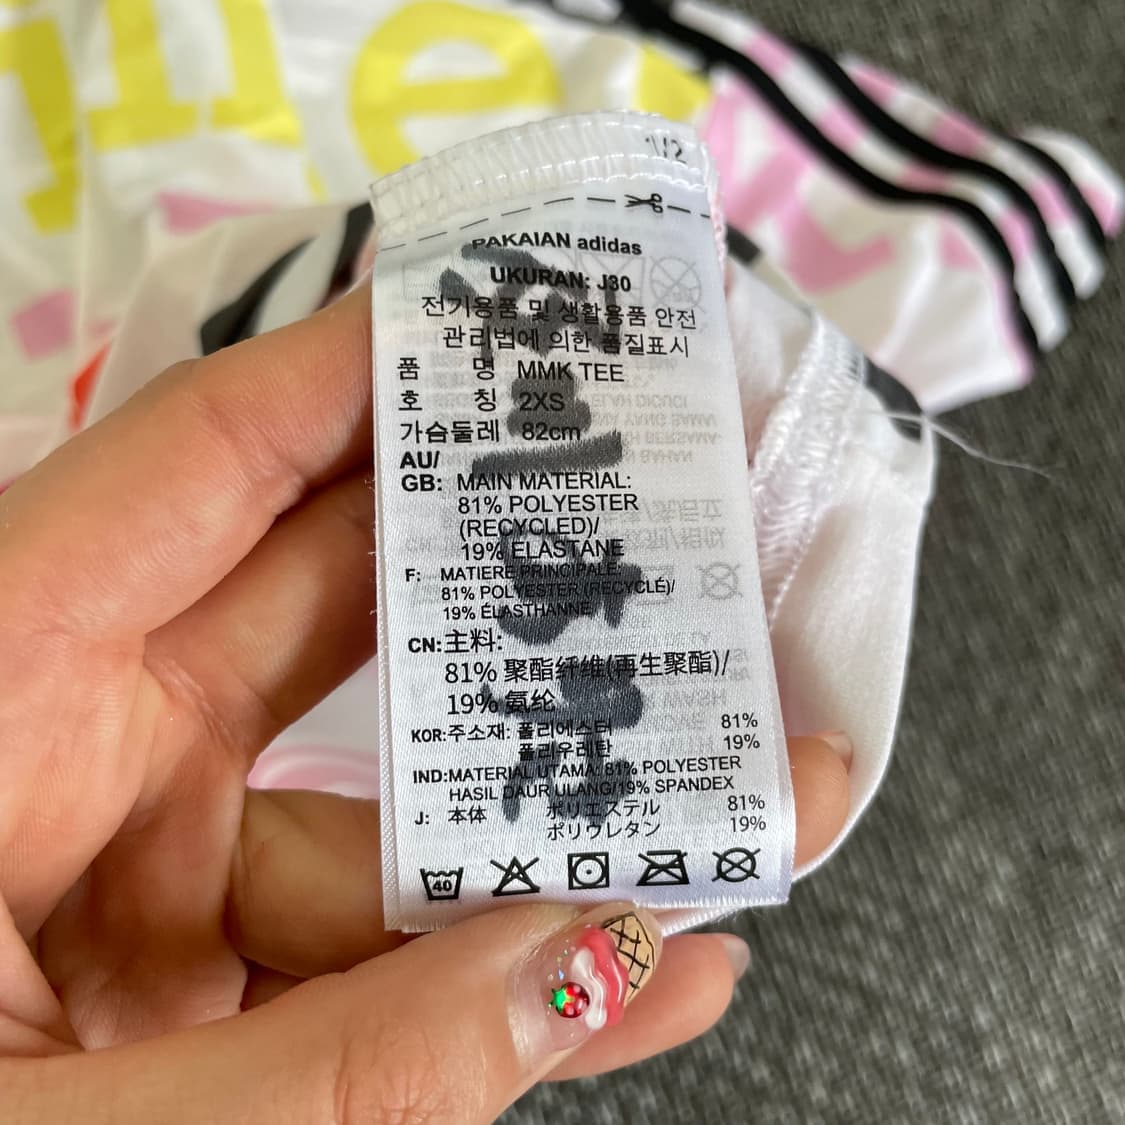 1/2
PAKAIAN adidas
UKURAN: J30
전기용품 및 생활용품 안전
관리법에 의한 품질표시
품 명 MMK TEE
호 칭 2XS
가슴둘레 82cm
AU/
GB: MAIN MATERIAL:
81% POLYESTER
(RECYCLED)/
19% ELASTANE
F: MATIERE PRINCIPALE
81% POLYESTER (RECYCLÉ)/
19% ÉLASTHANNE
CN:主料:
81% 聚酯纤维(再生聚酯)/
19% 氨纶
KOR:주소재: 폴리에스터 81%
폴리우레탄 19%
IND:MATERIAL UTAMA: 81% POLYESTER
HASIL DAUR ULANG/19% SPANDEX
J: 本体 ポリエステル 81%
ポリウレタン 19%
40